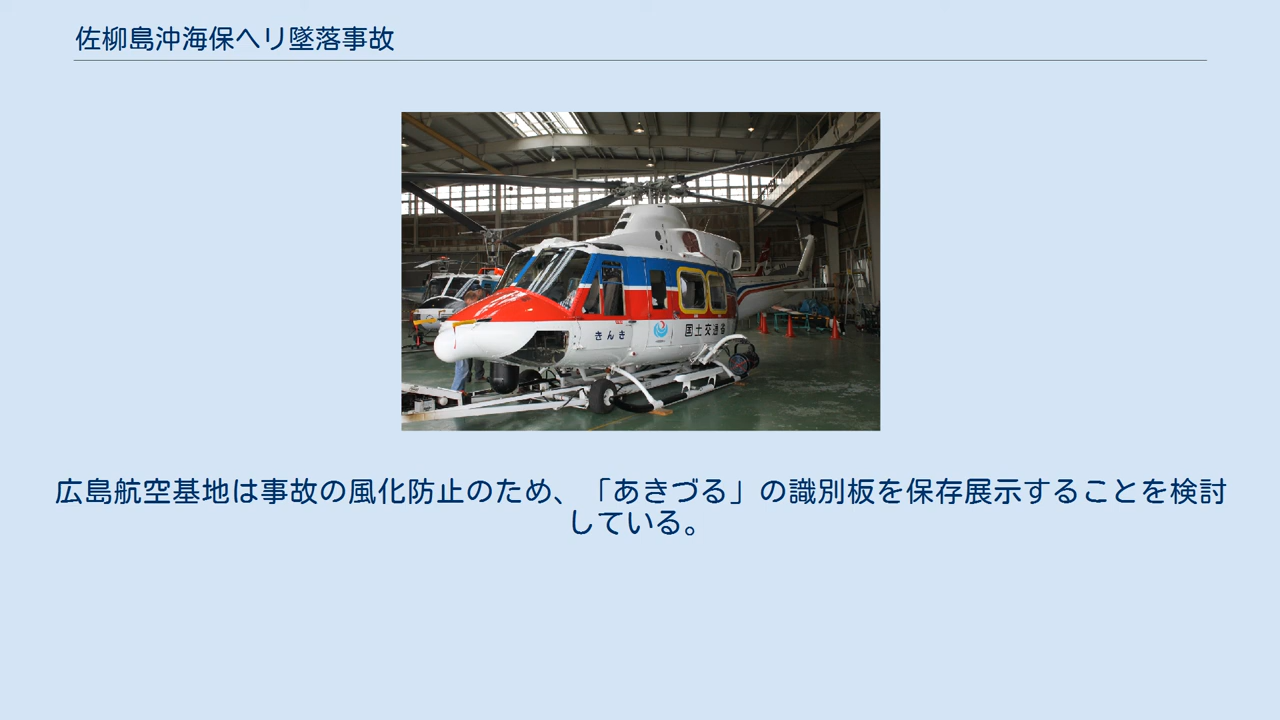 佐柳島沖海保ヘリ墜落事故
きんき
国土交通省
広島航空基地は事故の風化防止のため、「あきづる」の識別板を保存展示することを検討
している。